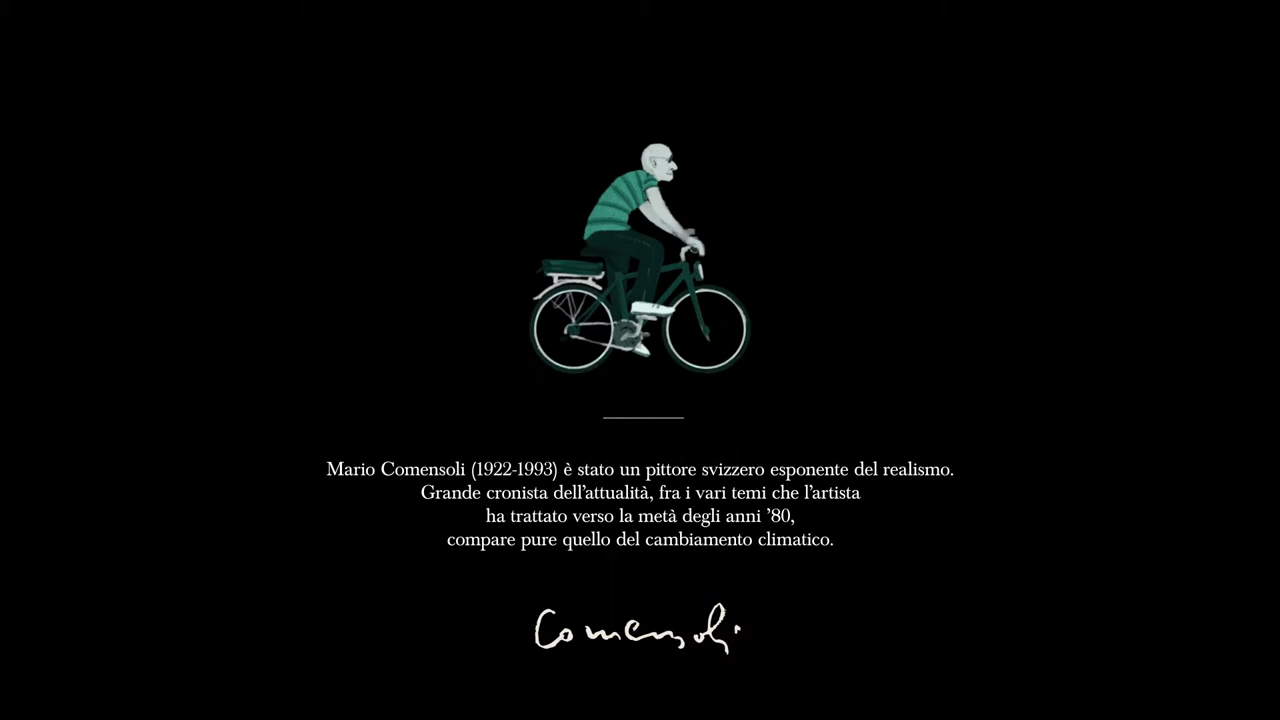 Mario Comensoli (1922-1993) è stato un pittore svizzero esponente del realismo.
Grande cronista dell’attualità, fra i vari temi che l’artista
ha trattato verso la metà degli anni ’80,
compare pure quello del cambiamento climatico.
Comensoli